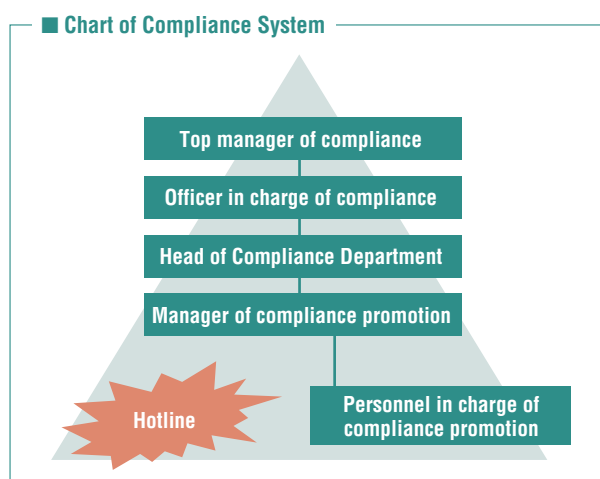 ■ Chart of Compliance System
Top manager of compliance
Officer in charge of compliance
Head of Compliance Department
Manager of compliance promotion
Hotline
Personnel in charge of
compliance promotion